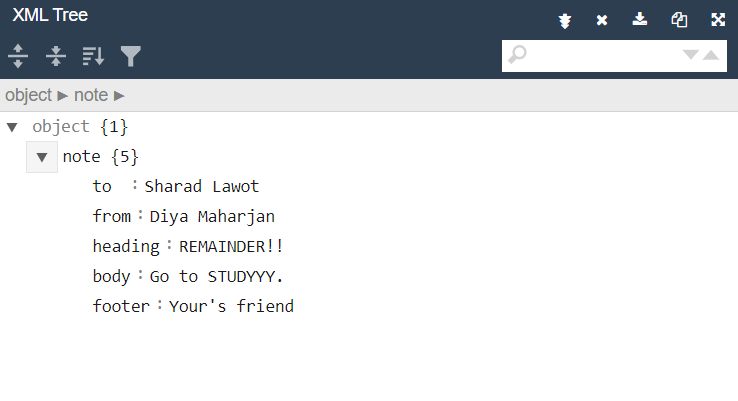 XML Tree
object ▶ note ▶
▼ object {1}
▼ note {5}
to : Sharad Lawot
from : Diya Maharjan
heading : REMAINDER!!
body : Go to STUDYYY.
footer : Your's friend